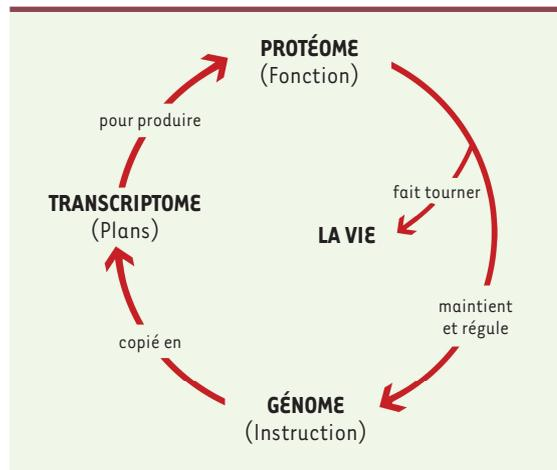 PROTÉOME
(Fonction)
pour produire
fait tourner
TRANSCRIPTOME
(Plans)
LA VIE
maintient
et régule
copié en
GÉNOME
(Instruction)